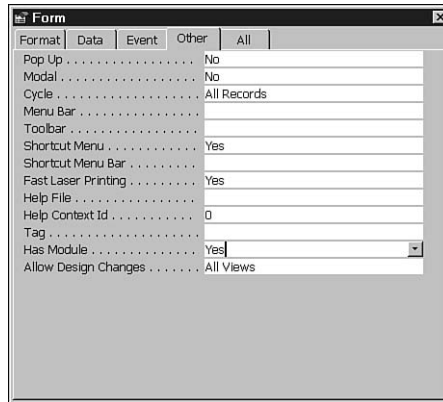 Form
Format Data Event Other All
Pop Up . . . . . . . . . . . . . . . . . No
Modal . . . . . . . . . . . . . . . . . . No
Cycle . . . . . . . . . . . . . . . . . . All Records
Menu Bar . . . . . . . . . . . . . . .
Toolbar . . . . . . . . . . . . . . . . .
Shortcut Menu . . . . . . . . . . . Yes
Shortcut Menu Bar . . . . . . . . .
Fast Laser Printing . . . . . . . . . Yes
Help File . . . . . . . . . . . . . . . .
Help Context Id . . . . . . . . . . . 0
Tag . . . . . . . . . . . . . . . . . . . .
Has Module . . . . . . . . . . . . . . Yes
Allow Design Changes . . . . . . . All Views